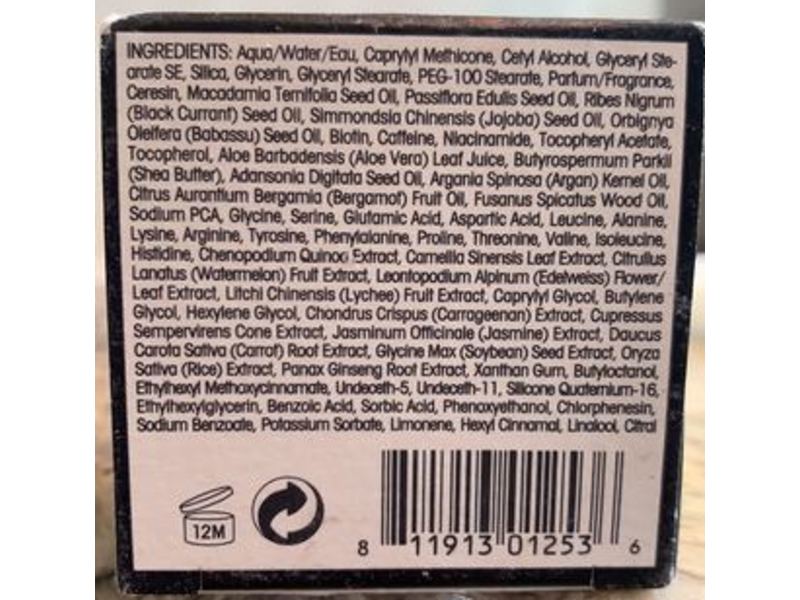 INGREDIENTS: Aqua/Water/Eau, Caprylyl Methicone, Cetyl Alcohol, Glyceryl Ste-
arate SE, Silica, Glycerin, Glyceryl Stearate, PEG-100 Stearate, Parfum/Fragrance,
Ceresin, Macadamia Ternifolia Seed Oil, Passiflora Edulis Seed Oil, Ribes Nigrum
(Black Currant) Seed Oil, Simmondsia Chinensis (Jojoba) Seed Oil, Orbignya
Oleifera (Babassu) Seed Oil, Biotin, Caffeine, Niacinamide, Tocopheryl Acetate,
Tocopherol, Aloe Barbadensis (Aloe Vera) Leaf Juice, Butyrospermum Parkii
(Shea Butter), Adansonia Digitata Seed Oil, Argania Spinosa (Argan) Kernel Oil,
Citrus Aurantium Bergamia (Bergamot) Fruit Oil, Fusanus Spicatus Wood Oil,
Sodium PCA, Glycine, Serine, Glutamic Acid, Aspartic Acid, Leucine, Alanine,
Lysine, Arginine, Tyrosine, Phenylalanine, Proline, Threonine, Valine, Isoleucine,
Histidine, Chenopodium Quinoa Extract, Camellia Sinensis Leaf Extract, Citrullus
Lanatus (Watermelon) Fruit Extract, Leontopodium Alpinum (Edelweiss) Flower/
Leaf Extract, Litchi Chinensis (Lychee) Fruit Extract, Caprylyl Glycol, Butylene
Glycol, Hexylene Glycol, Chondrus Crispus (Carrageenan) Extract, Cupressus
Sempervirens Cone Extract, Jasminum Officinale (Jasmine) Extract, Daucus
Carota Sativa (Carrot) Root Extract, Glycine Max (Soybean) Seed Extract, Oryza
Sativa (Rice) Extract, Panax Ginseng Root Extract, Xanthan Gum, Butyloctanol,
Ethylhexyl Methoxycinnamate, Undeceth-5, Undeceth-11, Silicone Quaternium-16,
Ethylhexylglycerin, Benzoic Acid, Sorbic Acid, Phenoxyethanol, Chlorphenesin,
Sodium Benzoate, Potassium Sorbate, Limonene, Hexyl Cinnamal, Linalool, Citral
12M
8 11913 01253 6